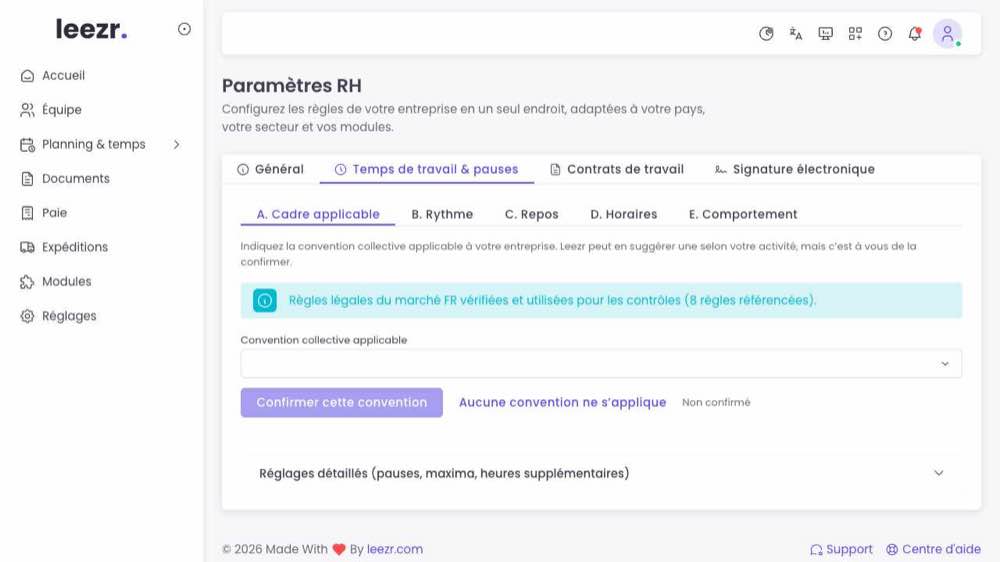 leezr.
Accueil
Équipe
Planning & temps
Documents
Paie
Expéditions
Modules
Réglages
Paramètres RH
Configurez les règles de votre entreprise en un seul endroit, adaptées à votre pays,
votre secteur et vos modules.
Général
Temps de travail & pauses
Contrats de travail
Signature électronique
A. Cadre applicable
B. Rythme
C. Repos
D. Horaires
E. Comportement
Indiquez la convention collective applicable à votre entreprise. Leezr peut en suggérer une selon votre activité, mais c'est à vous de la
confirmer.
Règles légales du marché FR vérifiées et utilisées pour les contrôles (8 règles référencées).
Convention collective applicable
Confirmer cette convention
Aucune convention ne s'applique
Non confirmé
Réglages détaillés (pauses, maxima, heures supplémentaires)
© 2026 Made With ❤ By leezr.com
Support
Centre d'aide